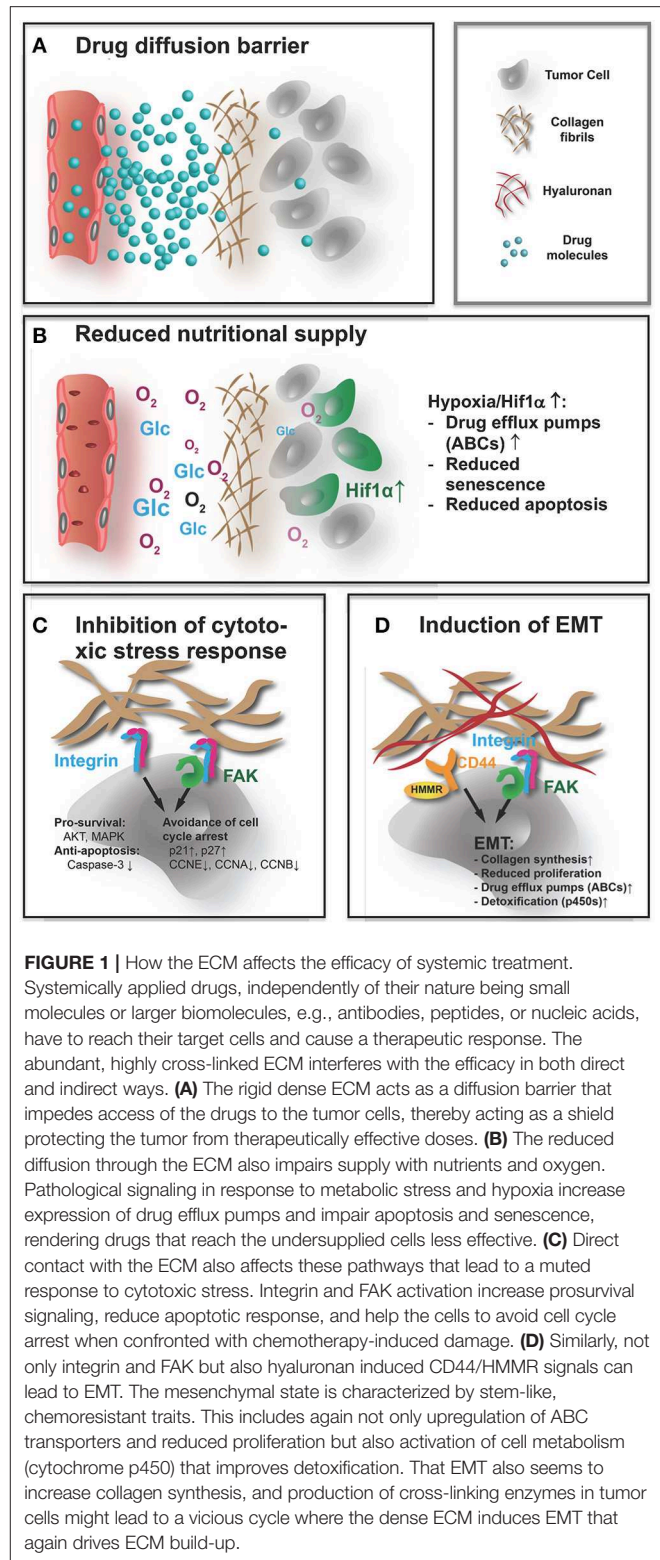 A Drug diffusion barrier
Tumor Cell
Collagen
fibrils
Hyaluronan
Drug
molecules
B Reduced nutritional supply
O2
O2
Glc
O2
Glc
O2
O2
Glc
O2
Glc
O2
O2
Glc
Hif1α↑
O2
Hypoxia/Hif1α ↑:
- Drug efflux pumps
(ABCs) ↑
- Reduced
senescence
- Reduced apoptosis
C Inhibition of cytoto-
xic stress response
Integrin
FAK
Pro-survival:
AKT, MAPK
Anti-apoptosis:
Caspase-3 ↓
Avoidance of cell
cycle arrest
p21↑, p27↑
CCNE↓, CCNA↓, CCNB↓
D Induction of EMT
Integrin
CD44
HMMR
FAK
EMT:
- Collagen synthesis↑
- Reduced proliferation
- Drug efflux pumps (ABCs)↑
- Detoxification (p450s)↑
FIGURE 1 | How the ECM affects the efficacy of systemic treatment.
Systemically applied drugs, independently of their nature being small
molecules or larger biomolecules, e.g., antibodies, peptides, or nucleic acids,
have to reach their target cells and cause a therapeutic response. The
abundant, highly cross-linked ECM interferes with the efficacy in both direct
and indirect ways. (A) The rigid dense ECM acts as a diffusion barrier that
impedes access of the drugs to the tumor cells, thereby acting as a shield
protecting the tumor from therapeutically effective doses. (B) The reduced
diffusion through the ECM also impairs supply with nutrients and oxygen.
Pathological signaling in response to metabolic stress and hypoxia increase
expression of drug efflux pumps and impair apoptosis and senescence,
rendering drugs that reach the undersupplied cells less effective. (C) Direct
contact with the ECM also affects these pathways that lead to a muted
response to cytotoxic stress. Integrin and FAK activation increase prosurvival
signaling, reduce apoptotic response, and help the cells to avoid cell cycle
arrest when confronted with chemotherapy-induced damage. (D) Similarly, not
only integrin and FAK but also hyaluronan induced CD44/HMMR signals can
lead to EMT. The mesenchymal state is characterized by stem-like,
chemoresistant traits. This includes again not only upregulation of ABC
transporters and reduced proliferation but also activation of cell metabolism
(cytochrome p450) that improves detoxification. That EMT also seems to
increase collagen synthesis, and production of cross-linking enzymes in tumor
cells might lead to a vicious cycle where the dense ECM induces EMT that
again drives ECM build-up.